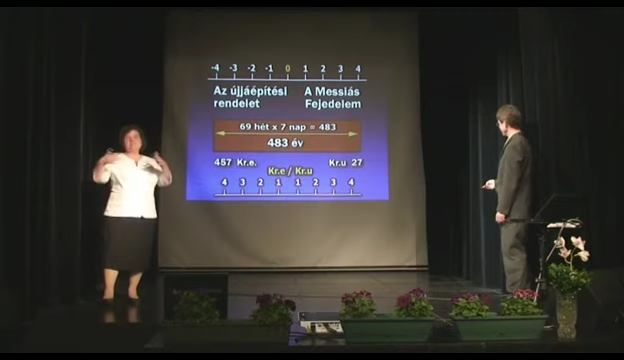 -4 -3 -2 -1 0 1 2 3 4
Az újjáépítési
rendelet
A Messiás
Fejedelem
69 hét x 7 nap = 483
483 év
457 Kr.e.
Kr.u 27
Kr.e / Kr.u
4 3 2 1 1 2 3 4